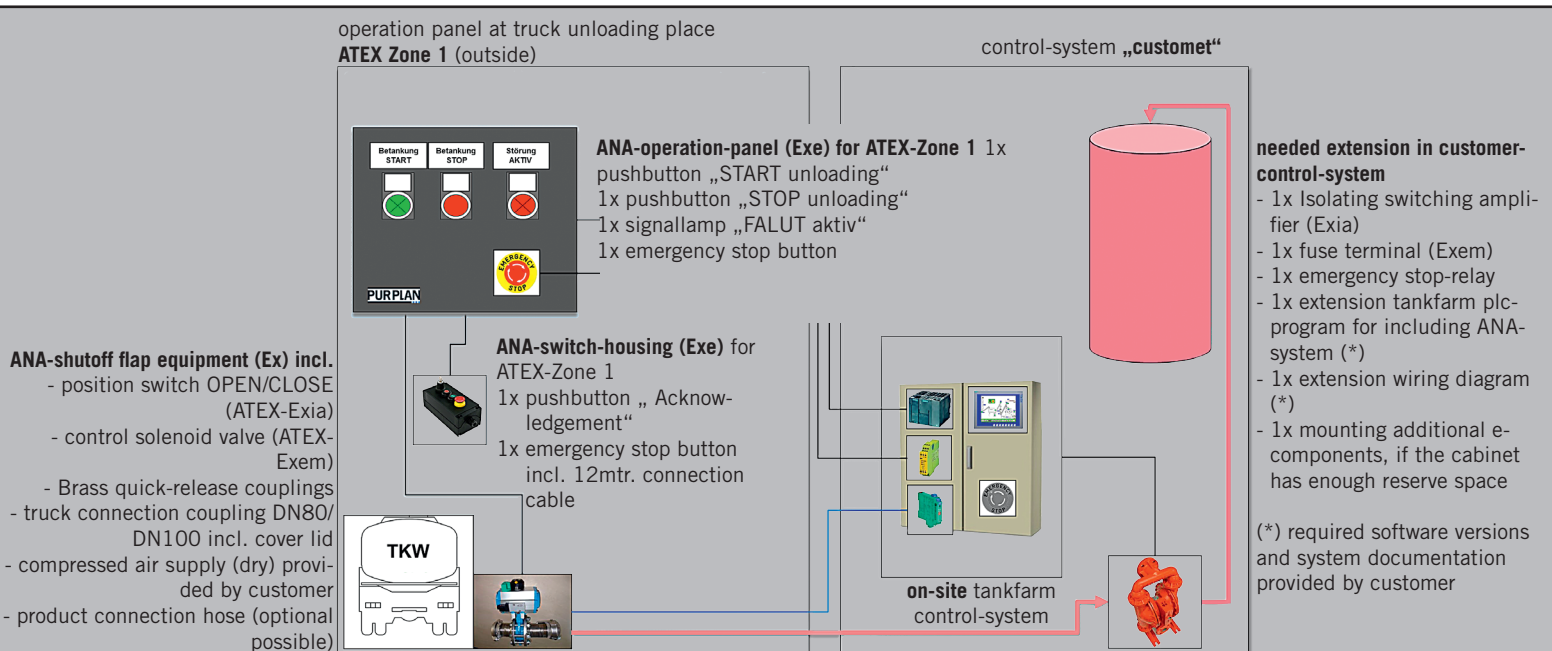 operation panel at truck unloading place
ATEX Zone 1 (outside)
control-system „customet“
Betankung
START
Betankung
STOP
Störung
AKTIV
EMERGENCY
STOP
PURPLAN
ANA-operation-panel (Exe) for ATEX-Zone 1 1x
pushbutton „START unloading“
1x pushbutton „STOP unloading“
1x signallamp „FALUT aktiv“
1x emergency stop button
needed extension in customer-
control-system
- 1x Isolating switching ampli-
fier (Exia)
- 1x fuse terminal (Exem)
- 1x emergency stop-relay
- 1x extension tankfarm plc-
program for including ANA-
system (*)
- 1x extension wiring diagram
(*)
- 1x mounting additional e-
components, if the cabinet
has enough reserve space
(*) required software versions
and system documentation
provided by customer
ANA-shutoff flap equipment (Ex) incl.
- position switch OPEN/CLOSE
(ATEX-Exia)
- control solenoid valve (ATEX-
Exem)
- Brass quick-release couplings
- truck connection coupling DN80/
DN100 incl. cover lid
- compressed air supply (dry) provi-
ded by customer
- product connection hose (optional
possible)
ANA-switch-housing (Exe) for
ATEX-Zone 1
1x pushbutton „ Acknow-
ledgement“
1x emergency stop button
incl. 12mtr. connection
cable
TKW
STOP
on-site tankfarm
control-system